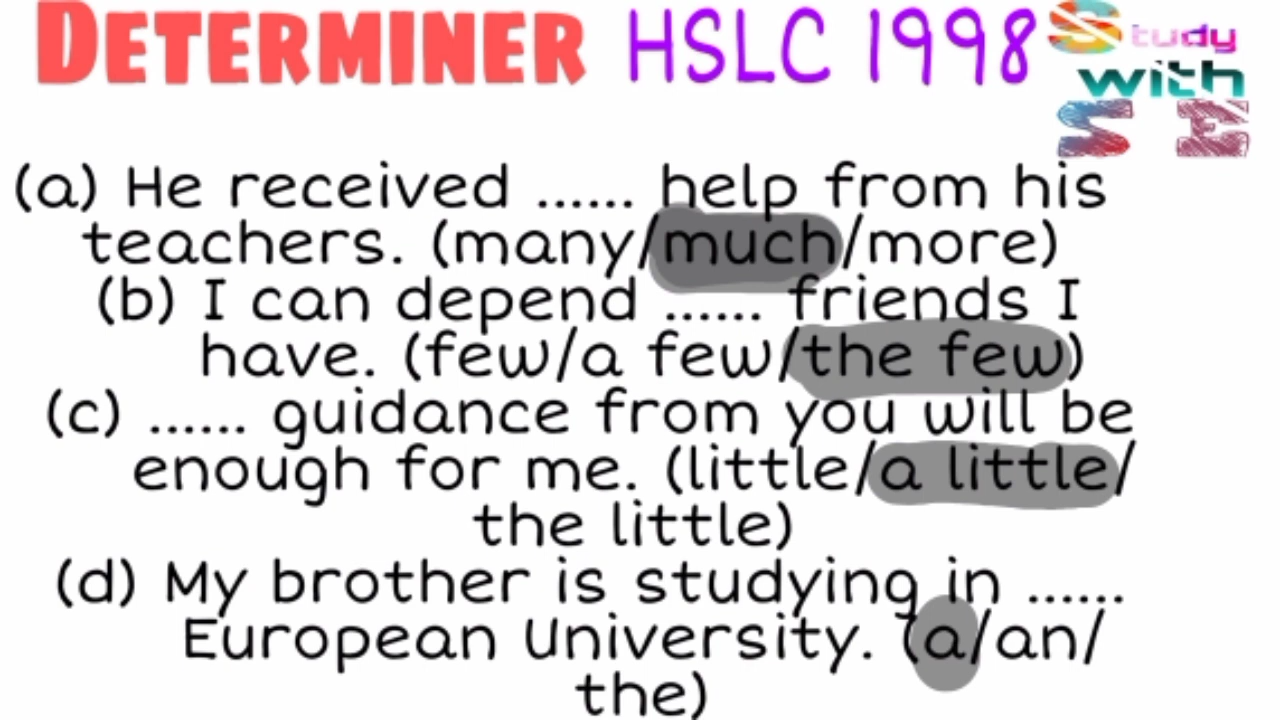 DETERMINER HSLC 1998
Study
with
S E
(a) He received ...... help from his
teachers. (many/much/more)
(b) I can depend ...... friends I
have. (few/a few/the few)
(c) ...... guidance from you will be
enough for me. (little/a little/
the little)
(d) My brother is studying in ......
European University. (a/an/
the)